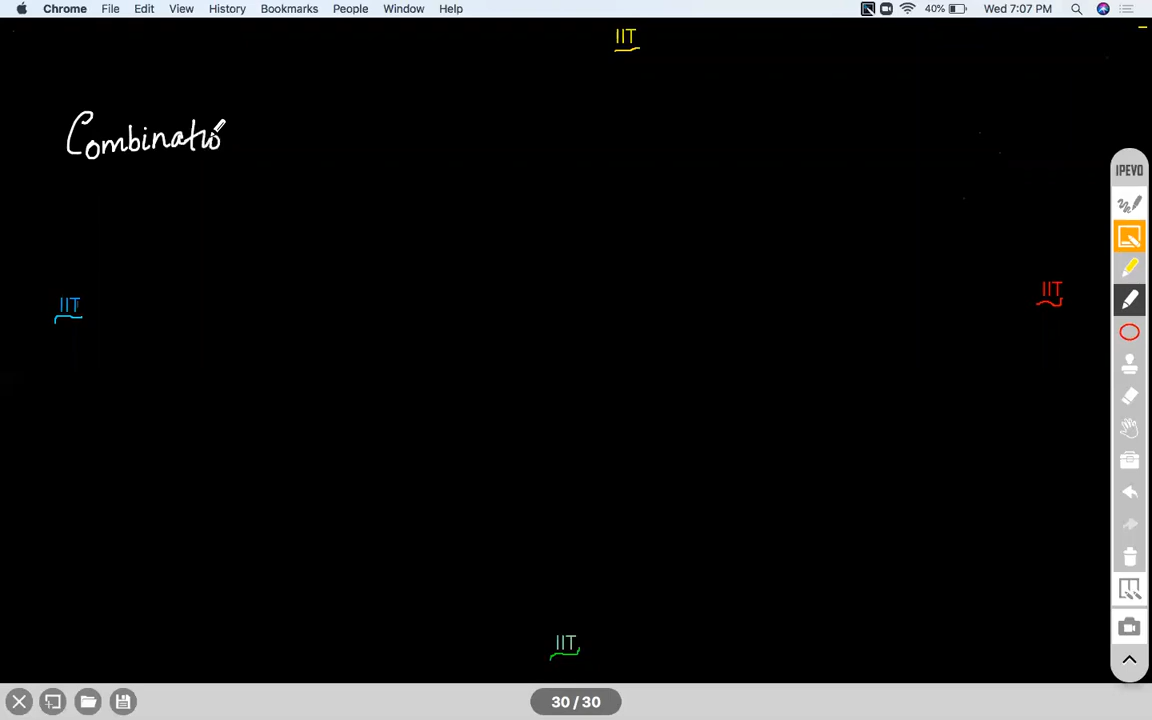 Chrome File Edit View History Bookmarks People Window Help 40% Wed 7:07 PM
IIT
Combinatio
IPEVO
IIT
IIT
IIT
30 / 30